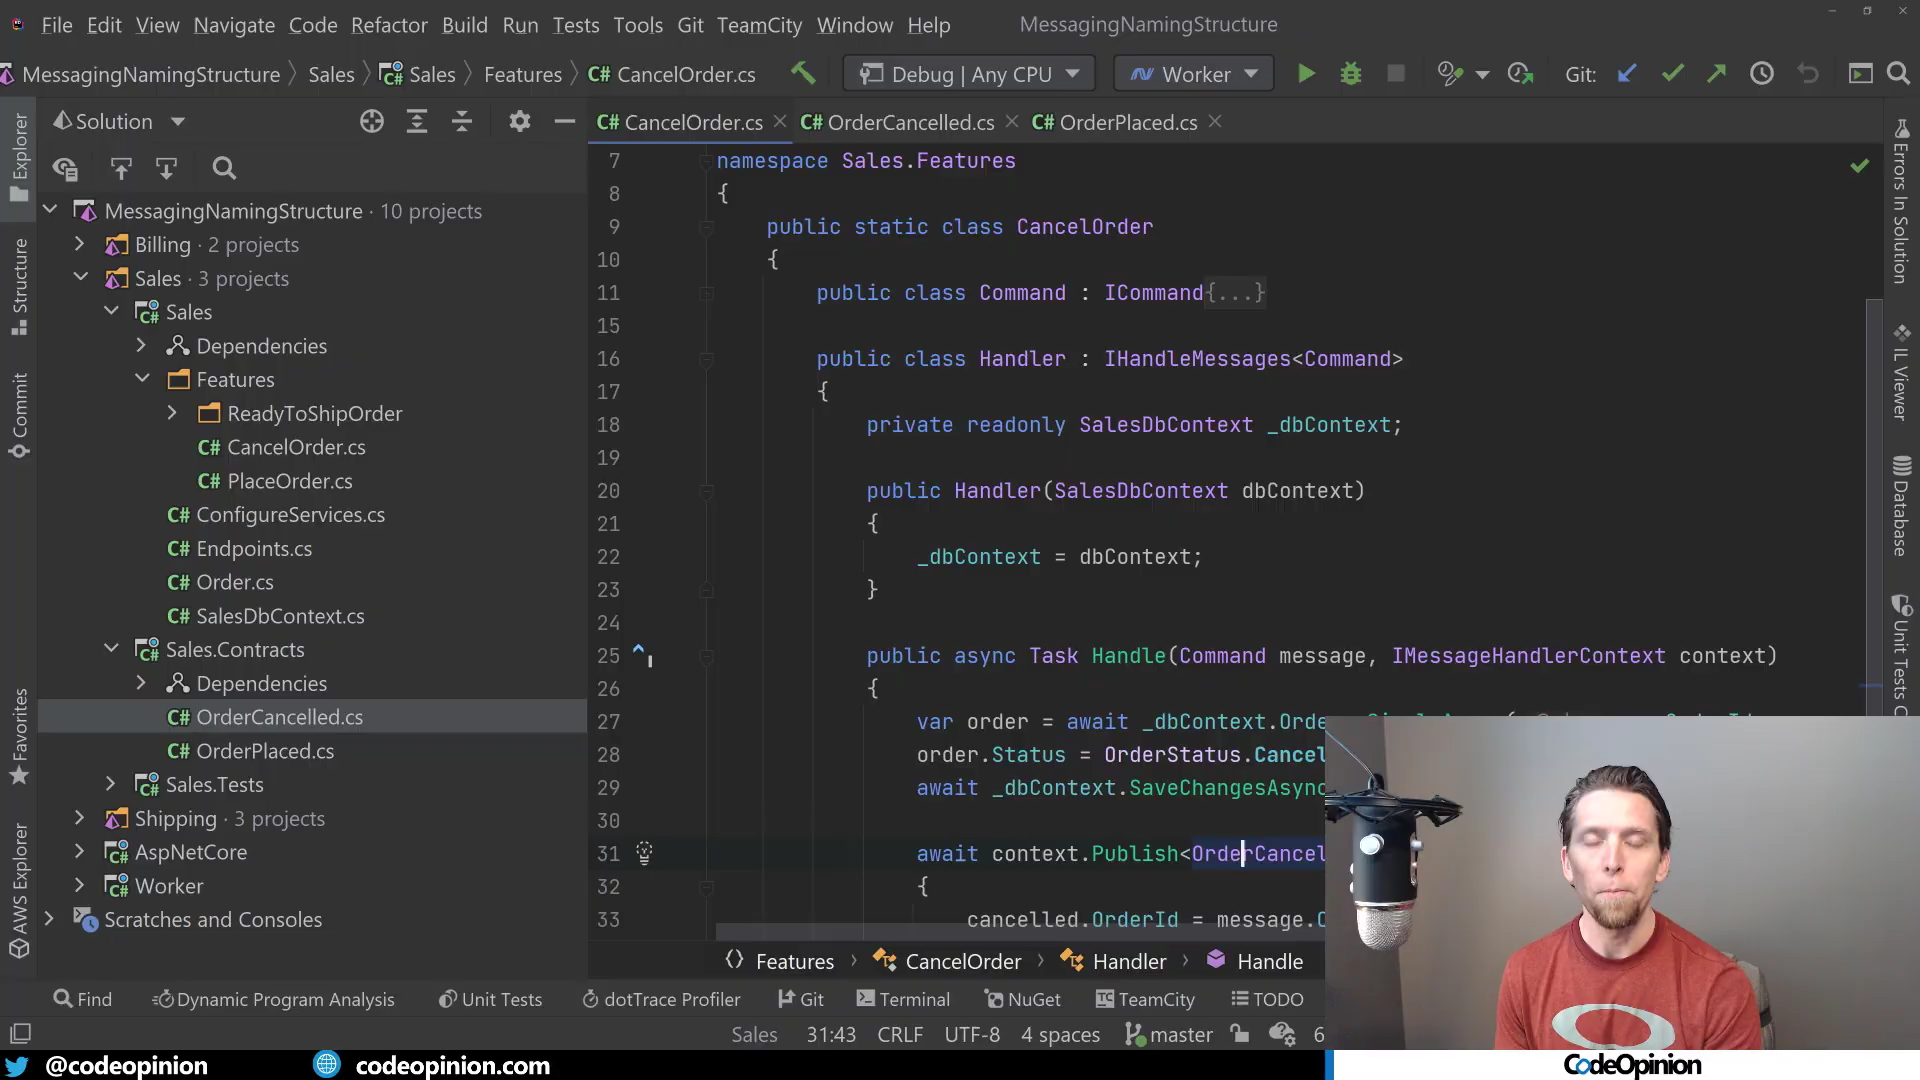 File Edit View Navigate Code Refactor Build Run Tests Tools Git TeamCity Window Help MessagingNamingStructure
MessagingNamingStructure Sales Sales Features C# CancelOrder.cs Debug | Any CPU Worker Git:
Explorer
Structure
Commit
Favorites
AWS Explorer
Solution
MessagingNamingStructure · 10 projects
Billing · 2 projects
Sales · 3 projects
Sales
Dependencies
Features
ReadyToShipOrder
C# CancelOrder.cs
C# PlaceOrder.cs
C# ConfigureServices.cs
C# Endpoints.cs
C# Order.cs
C# SalesDbContext.cs
Sales.Contracts
Dependencies
C# OrderCancelled.cs
C# OrderPlaced.cs
Sales.Tests
Shipping · 3 projects
AspNetCore
Worker
Scratches and Consoles
C# CancelOrder.cs C# OrderCancelled.cs C# OrderPlaced.cs
7 namespace Sales.Features
8 {
9 public static class CancelOrder
10 {
11 public class Command : ICommand{...}
15
16 public class Handler : IHandleMessages<Command>
17 {
18 private readonly SalesDbContext _dbContext;
19
20 public Handler(SalesDbContext dbContext)
21 {
22 _dbContext = dbContext;
23 }
24
25 public async Task Handle(Command message, IMessageHandlerContext context)
26 {
27 var order = await _dbContext.Orde
28 order.Status = OrderStatus.Cancel
29 await _dbContext.SaveChangesAsync
30
31 await context.Publish<OrderCancel
32 {
33 cancelled.OrderId = message.O
Features CancelOrder Handler Handle
Errors In Solution
IL Viewer
Database
Unit Tests C
Find Dynamic Program Analysis Unit Tests dotTrace Profiler Git Terminal NuGet TeamCity TODO
Sales 31:43 CRLF UTF-8 4 spaces master 6
@codeopinion codeopinion.com CodeOpinion